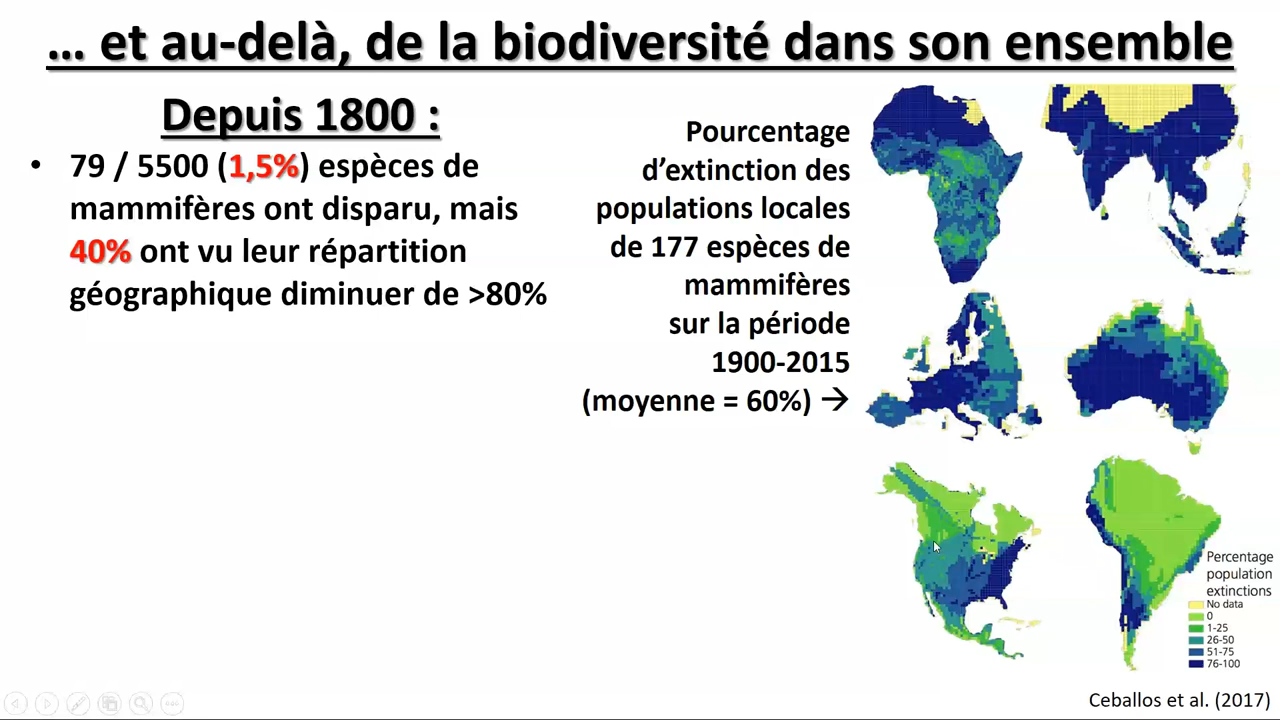 … et au-delà, de la biodiversité dans son ensemble
Depuis 1800 :
• 79 / 5500 (1,5%) espèces de
mammifères ont disparu, mais
40% ont vu leur répartition
géographique diminuer de >80%
Pourcentage
d’extinction des
populations locales
de 177 espèces de
mammifères
sur la période
1900-2015
(moyenne = 60%) →
Percentage
population
extinctions
No data
0
1-25
26-50
51-75
76-100
Ceballos et al. (2017)